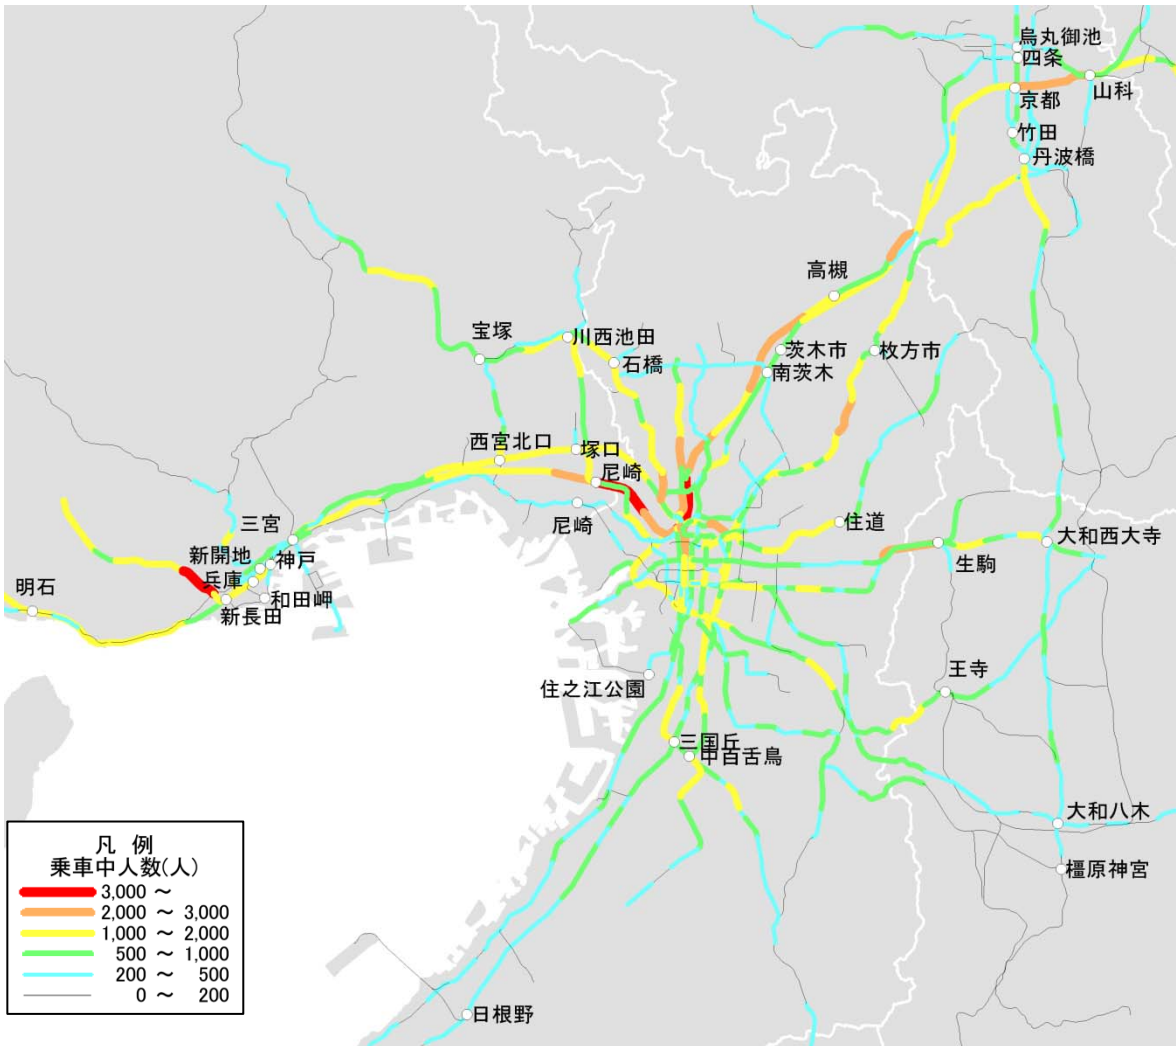 烏丸御池
四条
京都
山科
竹田
丹波橋
高槻
宝塚
川西池田
石橋
茨木市
南茨木
枚方市
西宮北口
塚口
尼崎
尼崎
住道
三宮
新開地
神戸
兵庫
和田岬
新長田
明石
生駒
大和西大寺
王寺
住之江公園
三国丘
中百舌鳥
大和八木
橿原神宮
日根野
凡 例
乗車中人数(人)
3,000 ～
2,000 ～ 3,000
1,000 ～ 2,000
500 ～ 1,000
200 ～ 500
0 ～ 200